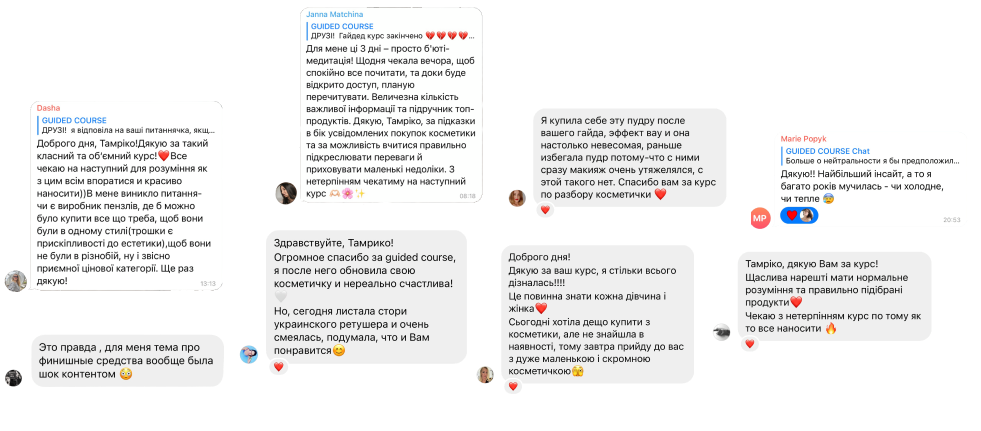 Dasha
GUIDED COURSE
ДРУЗІ!  я відповіла на ваші питаннячка, якщ...
Доброго дня, Тамріко!Дякую за такий
класний та об'ємний курс!❤️Все
чекаю на наступний для розуміння як
з цим всім впоратися и красиво
наносити))В мене виникло питання-
чи є виробник пензлів, де б можно
було купити все що треба, щоб вони
були в одному стилі(трошки є
прискіпливості до естетики),щоб вони
не були в різнобій, ну і звісно
приємної цінової категорії. Ще раз
дякую!
13:13
Это правда , для меня тема про
финишные средства вообще была
шок контентом 😳
Janna Matchina
GUIDED COURSE
ДРУЗІ!  Гайдед курс закінчено 💔💔💔💔...
Для мене ці 3 дні – просто б'юті-
медитація! Щодня чекала вечора, щоб
спокійно все почитати, та доки буде
відкрито доступ, планую
перечитувати. Величезна кількість
важливої інформації та підручник топ-
продуктів. Дякую, Тамріко, за підказки
в бік усвідомлених покупок косметики
та за можливість вчитися правильно
підкреслювати переваги й
приховувати маленькі недоліки. З
нетерпінням чекатиму на наступний
курс 🫶🏻🌸✨
08:18
Здравствуйте, Тамрико!
Огромное спасибо за guided course,
я после него обновила свою
косметичку и нереально счастлива!
🤍
Но, сегодня листала стори
украинского ретушера и очень
смеялась, подумала, что и Вам
понравится😊
❤️
Я купила себе эту пудру после
вашего гайда, эффект вау и она
настолько невесомая, раньше
избегала пудр потому-что с ними
сразу макияж очень утяжелялся, с
этой такого нет. Спасибо вам за курс
по разбору косметички ❤️
❤️
Доброго дня!
Дякую за ваш курс, я стільки всього
дізналась!!!!
Це повинна знати кожна дівчина і
жінка❤️
Сьогодні хотіла дещо купити з
косметики, але не знайшла в
наявності, тому завтра прийду до вас
з дуже маленькою і скромною
косметичкою🫣
❤️
Marie Popyk
GUIDED COURSE Chat
Больше о нейтральности я бы предположил...
Дякую!! Найбільший інсайт, а то я
багато років мучилась - чи холодне,
чи тепле 😰
MP
❤️
20:53
Тамріко, дякую Вам за курс!
Щаслива нарешті мати нормальне
розуміння та правильно підібрані
продукти❤️
Чекаю з нетерпінням курс по тому як
то все наносити 🔥
❤️